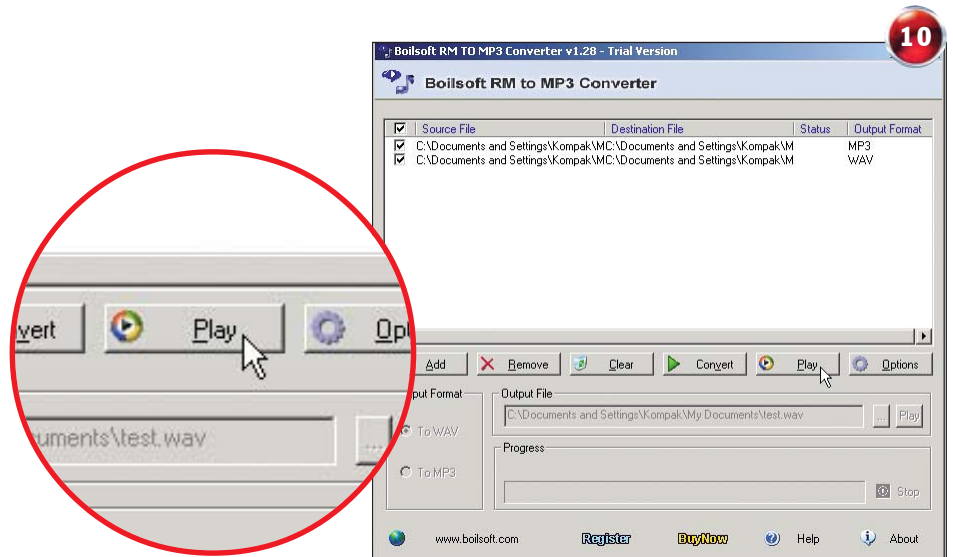 10
Boilsoft RM TO MP3 Converter v1.28 - Trial Version
Boilsoft RM to MP3 Converter
Source File Destination File Status Output Format
C:\Documents and Settings\Kompak\MC:\Documents and Settings\Kompak\M MP3
C:\Documents and Settings\Kompak\MC:\Documents and Settings\Kompak\M WAV
vert Play Opt
cuments\test.wav ...
Add Remove Clear Convert Play Options
put Format Output File
C:\Documents and Settings\Kompak\My Documents\test.wav ... Play
To WAV
Progress
To MP3
Stop
www.boilsoft.com Register BuyNow Help About